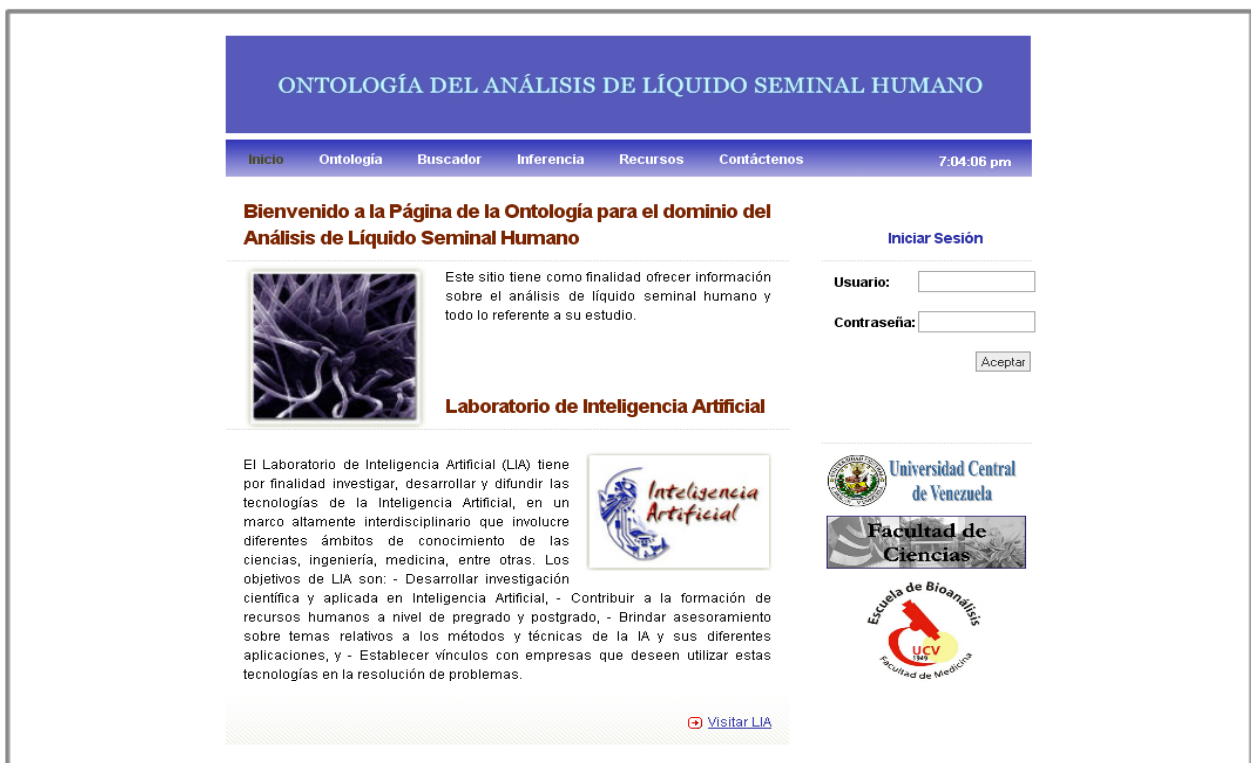 ONTOLOGÍA DEL ANÁLISIS DE LÍQUIDO SEMINAL HUMANO
Inicio Ontología Buscador Inferencia Recursos Contáctenos 7:04:06 pm
Bienvenido a la Página de la Ontología para el dominio del
Análisis de Líquido Seminal Humano
Este sitio tiene como finalidad ofrecer información
sobre el análisis de líquido seminal humano y
todo lo referente a su estudio.
Laboratorio de Inteligencia Artificial
El Laboratorio de Inteligencia Artificial (LIA) tiene
por finalidad investigar, desarrollar y difundir las
tecnologías de la Inteligencia Artificial, en un
marco altamente interdisciplinario que involucre
diferentes ámbitos de conocimiento de las
ciencias, ingeniería, medicina, entre otras. Los
objetivos de LIA son: - Desarrollar investigación
científica y aplicada en Inteligencia Artificial, - Contribuir a la formación de
recursos humanos a nivel de pregrado y postgrado, - Brindar asesoramiento
sobre temas relativos a los métodos y técnicas de la IA y sus diferentes
aplicaciones, y - Establecer vínculos con empresas que deseen utilizar estas
tecnologías en la resolución de problemas.
Inteligencia
Artificial
Visitar LIA
Iniciar Sesión
Usuario:
Contraseña:
Aceptar
Universidad Central
de Venezuela
Facultad de
Ciencias
Escuela de Bioanálisis
UCV
1949
Facultad de Medicina